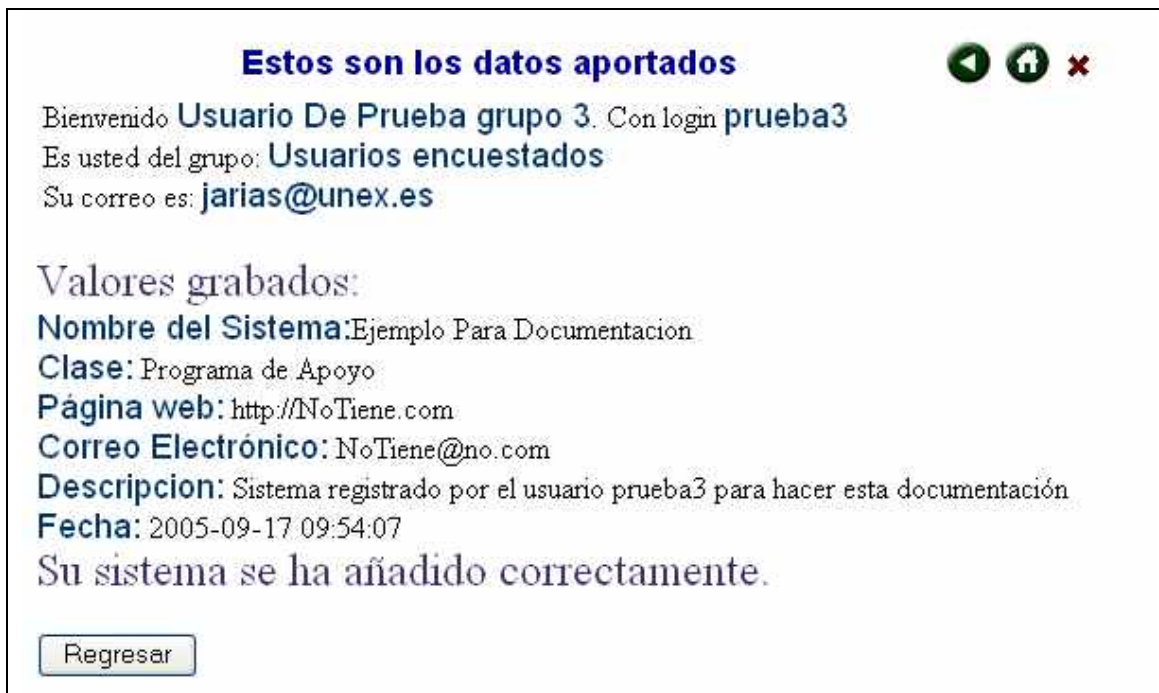 Estos son los datos aportados
Bienvenido Usuario De Prueba grupo 3. Con login prueba3
Es usted del grupo: Usuarios encuestados
Su correo es: jarias@unex.es
Valores grabados:
Nombre del Sistema:Ejemplo Para Documentacion
Clase: Programa de Apoyo
Página web: http://NoTiene.com
Correo Electrónico: NoTiene@no.com
Descripcion: Sistema registrado por el usuario prueba3 para hacer esta documentación
Fecha: 2005-09-17 09:54:07
Su sistema se ha añadido correctamente.
Regresar